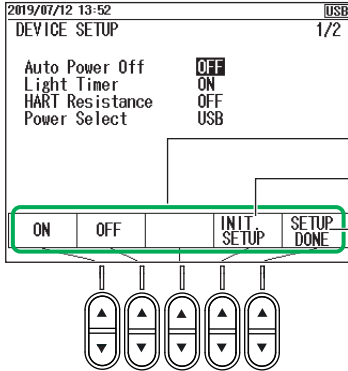 2019/07/12 13:52 USB
DEVICE SETUP 1/2
Auto Power Off OFF
Light Timer ON
HART Resistance OFF
Power Select USB
ON OFF INIT. SETUP
SETUP DONE